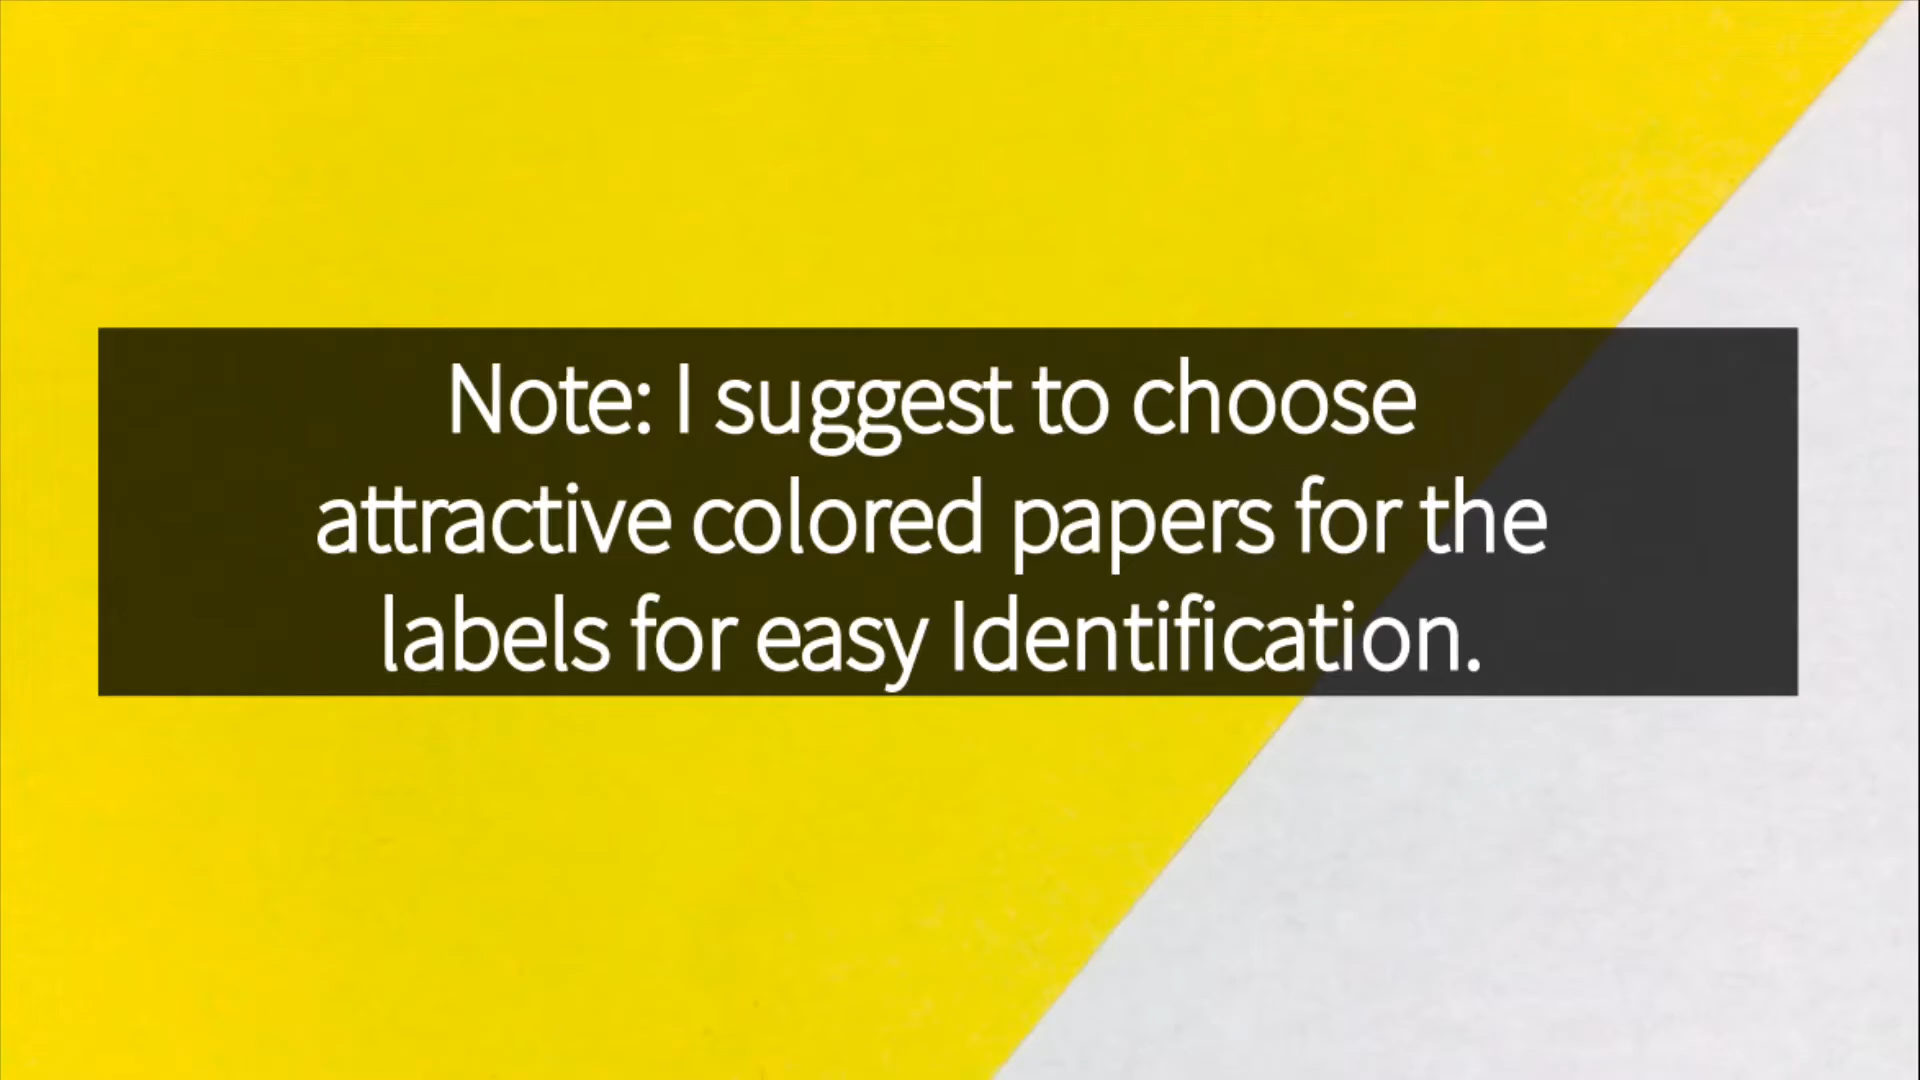 Note: I suggest to choose
attractive colored papers for the
labels for easy Identification.